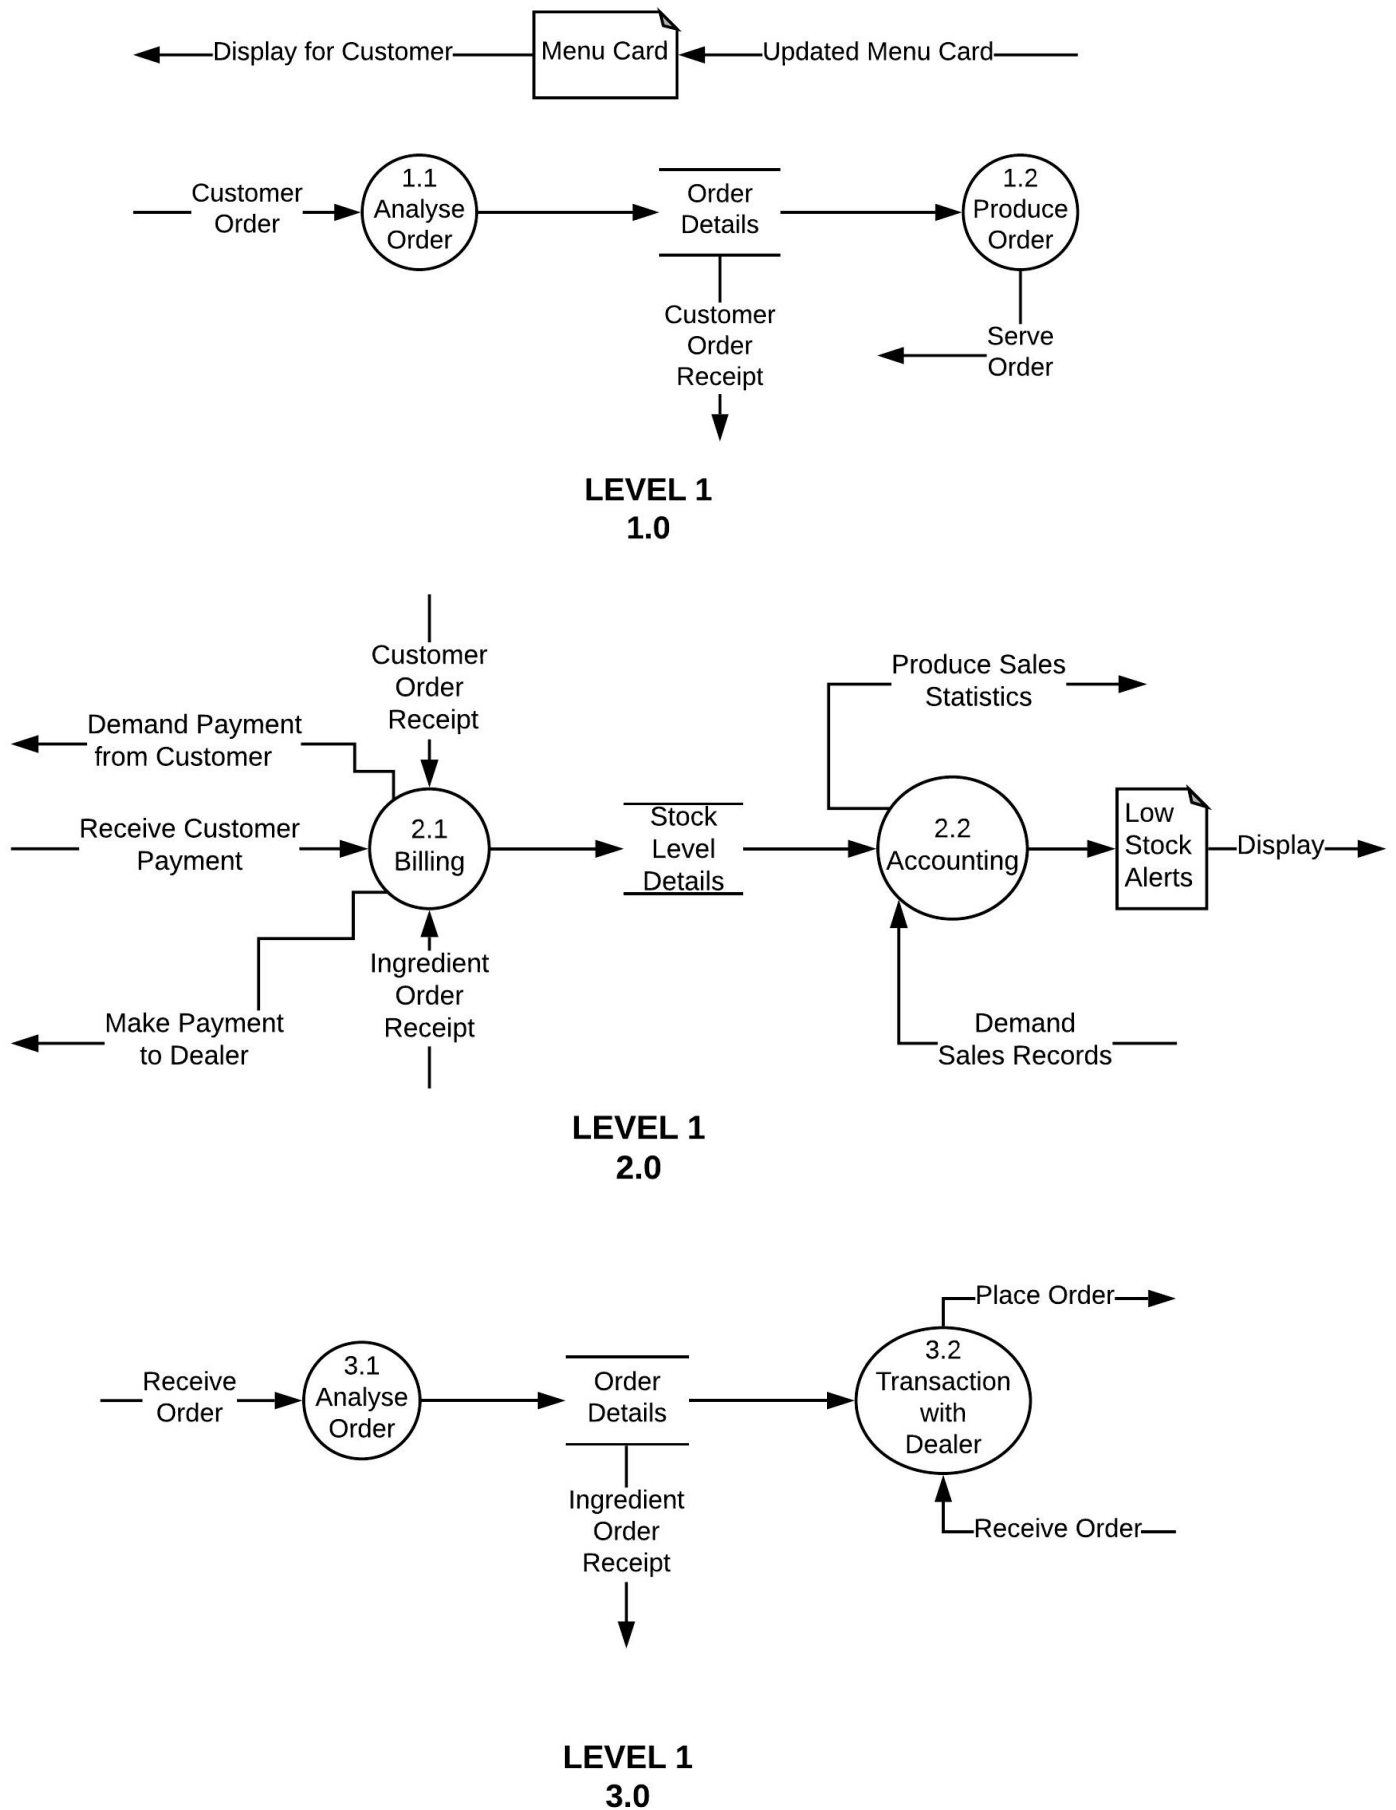 Display for Customer
Menu Card
Updated Menu Card
Customer
Order
1.1
Analyse
Order
Order
Details
1.2
Produce
Order
Customer
Order
Receipt
Serve
Order
LEVEL 1
1.0
Customer
Order
Receipt
Demand Payment
from Customer
Receive Customer
Payment
2.1
Billing
Make Payment
to Dealer
Ingredient
Order
Receipt
Stock
Level
Details
Produce Sales
Statistics
2.2
Accounting
Low
Stock
Alerts
Display
Demand
Sales Records
LEVEL 1
2.0
Receive
Order
3.1
Analyse
Order
Order
Details
Ingredient
Order
Receipt
Place Order
3.2
Transaction
with
Dealer
Receive Order
LEVEL 1
3.0